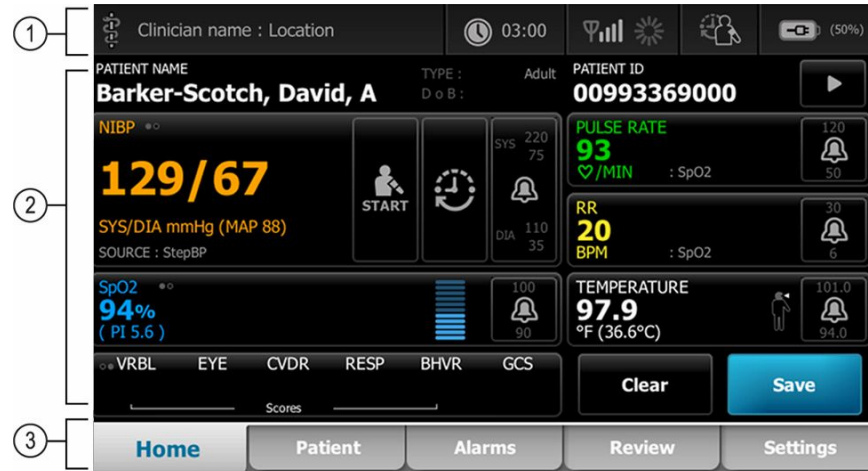 1
Clinician name : Location
03:00
(50%)
2
PATIENT NAME
TYPE : Adult
Barker-Scotch, David, A
D o B :
PATIENT ID
00993369000
NIBP
129/67
SYS/DIA mmHg (MAP 88)
SOURCE : StepBP
START
SYS 220
75
DIA 110
35
PULSE RATE
93
/MIN : SpO2
120
50
RR
20
BPM : SpO2
30
6
SpO2
94%
( PI 5.6 )
100
90
TEMPERATURE
97.9
°F (36.6°C)
101.0
94.0
VRBL EYE CVDR RESP BHVR GCS
Scores
Clear
Save
3
Home Patient Alarms Review Settings